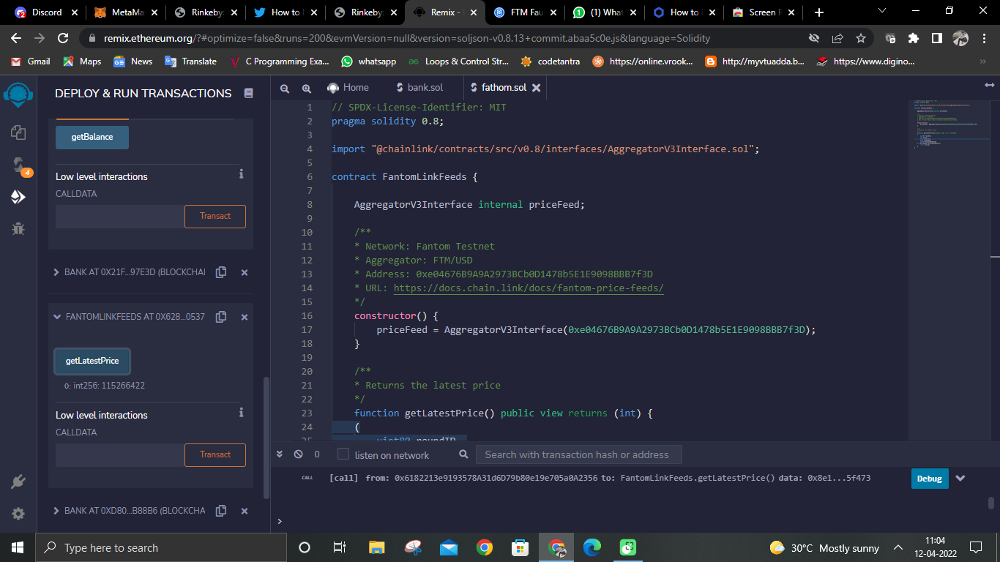 Discord
MetaMa
Rinkeby:
How to
Rinkeby:
Remix -
FTM Fau
(1) What
How to
Screen R
remix.ethereum.org/?#optimize=false&runs=200&evmVersion=null&version=soljson-v0.8.13+commit.abaa5c0e.js&language=Solidity
Gmail
Maps
News
Translate
C Programming Exa...
whatsapp
Loops & Control Str...
codetantra
https://online.vrook...
http://myvtuadda.b...
https://www.digino...
DEPLOY & RUN TRANSACTIONS
getBalance
Low level interactions
CALLDATA
Transact
4
BANK AT 0X21F...97E3D (BLOCKCHAI
FANTOMLINKFEEDS AT 0X628...0537
getLatestPrice
0: int256: 115266422
Low level interactions
CALLDATA
Transact
BANK AT 0XD80...B88B6 (BLOCKCHA
Home
bank.sol
fathom.sol
1 // SPDX-License-Identifier: MIT
2 pragma solidity 0.8;
3
4 import "@chainlink/contracts/src/v0.8/interfaces/AggregatorV3Interface.sol";
5
6 contract FantomLinkFeeds {
7
8 AggregatorV3Interface internal priceFeed;
9
10 /**
11 * Network: Fantom Testnet
12 * Aggregator: FTM/USD
13 * Address: 0xe04676B9A9A2973BCb0D1478b5E1E9098BBB7f3D
14 * URL: https://docs.chain.link/docs/fantom-price-feeds/
15 */
16 constructor() {
17 priceFeed = AggregatorV3Interface(0xe04676B9A9A2973BCb0D1478b5E1E9098BBB7f3D);
18 }
19
20 /**
21 * Returns the latest price
22 */
23 function getLatestPrice() public view returns (int) {
24 (
25 uint80 roundID
0
listen on network
Search with transaction hash or address
CALL [call] from: 0x6182213e9193578A31d6D79b80e19e705a0A2356 to: FantomLinkFeeds.getLatestPrice() data: 0x8e1...5f473
Debug
>
Type here to search
30°C Mostly sunny
11:04
12-04-2022